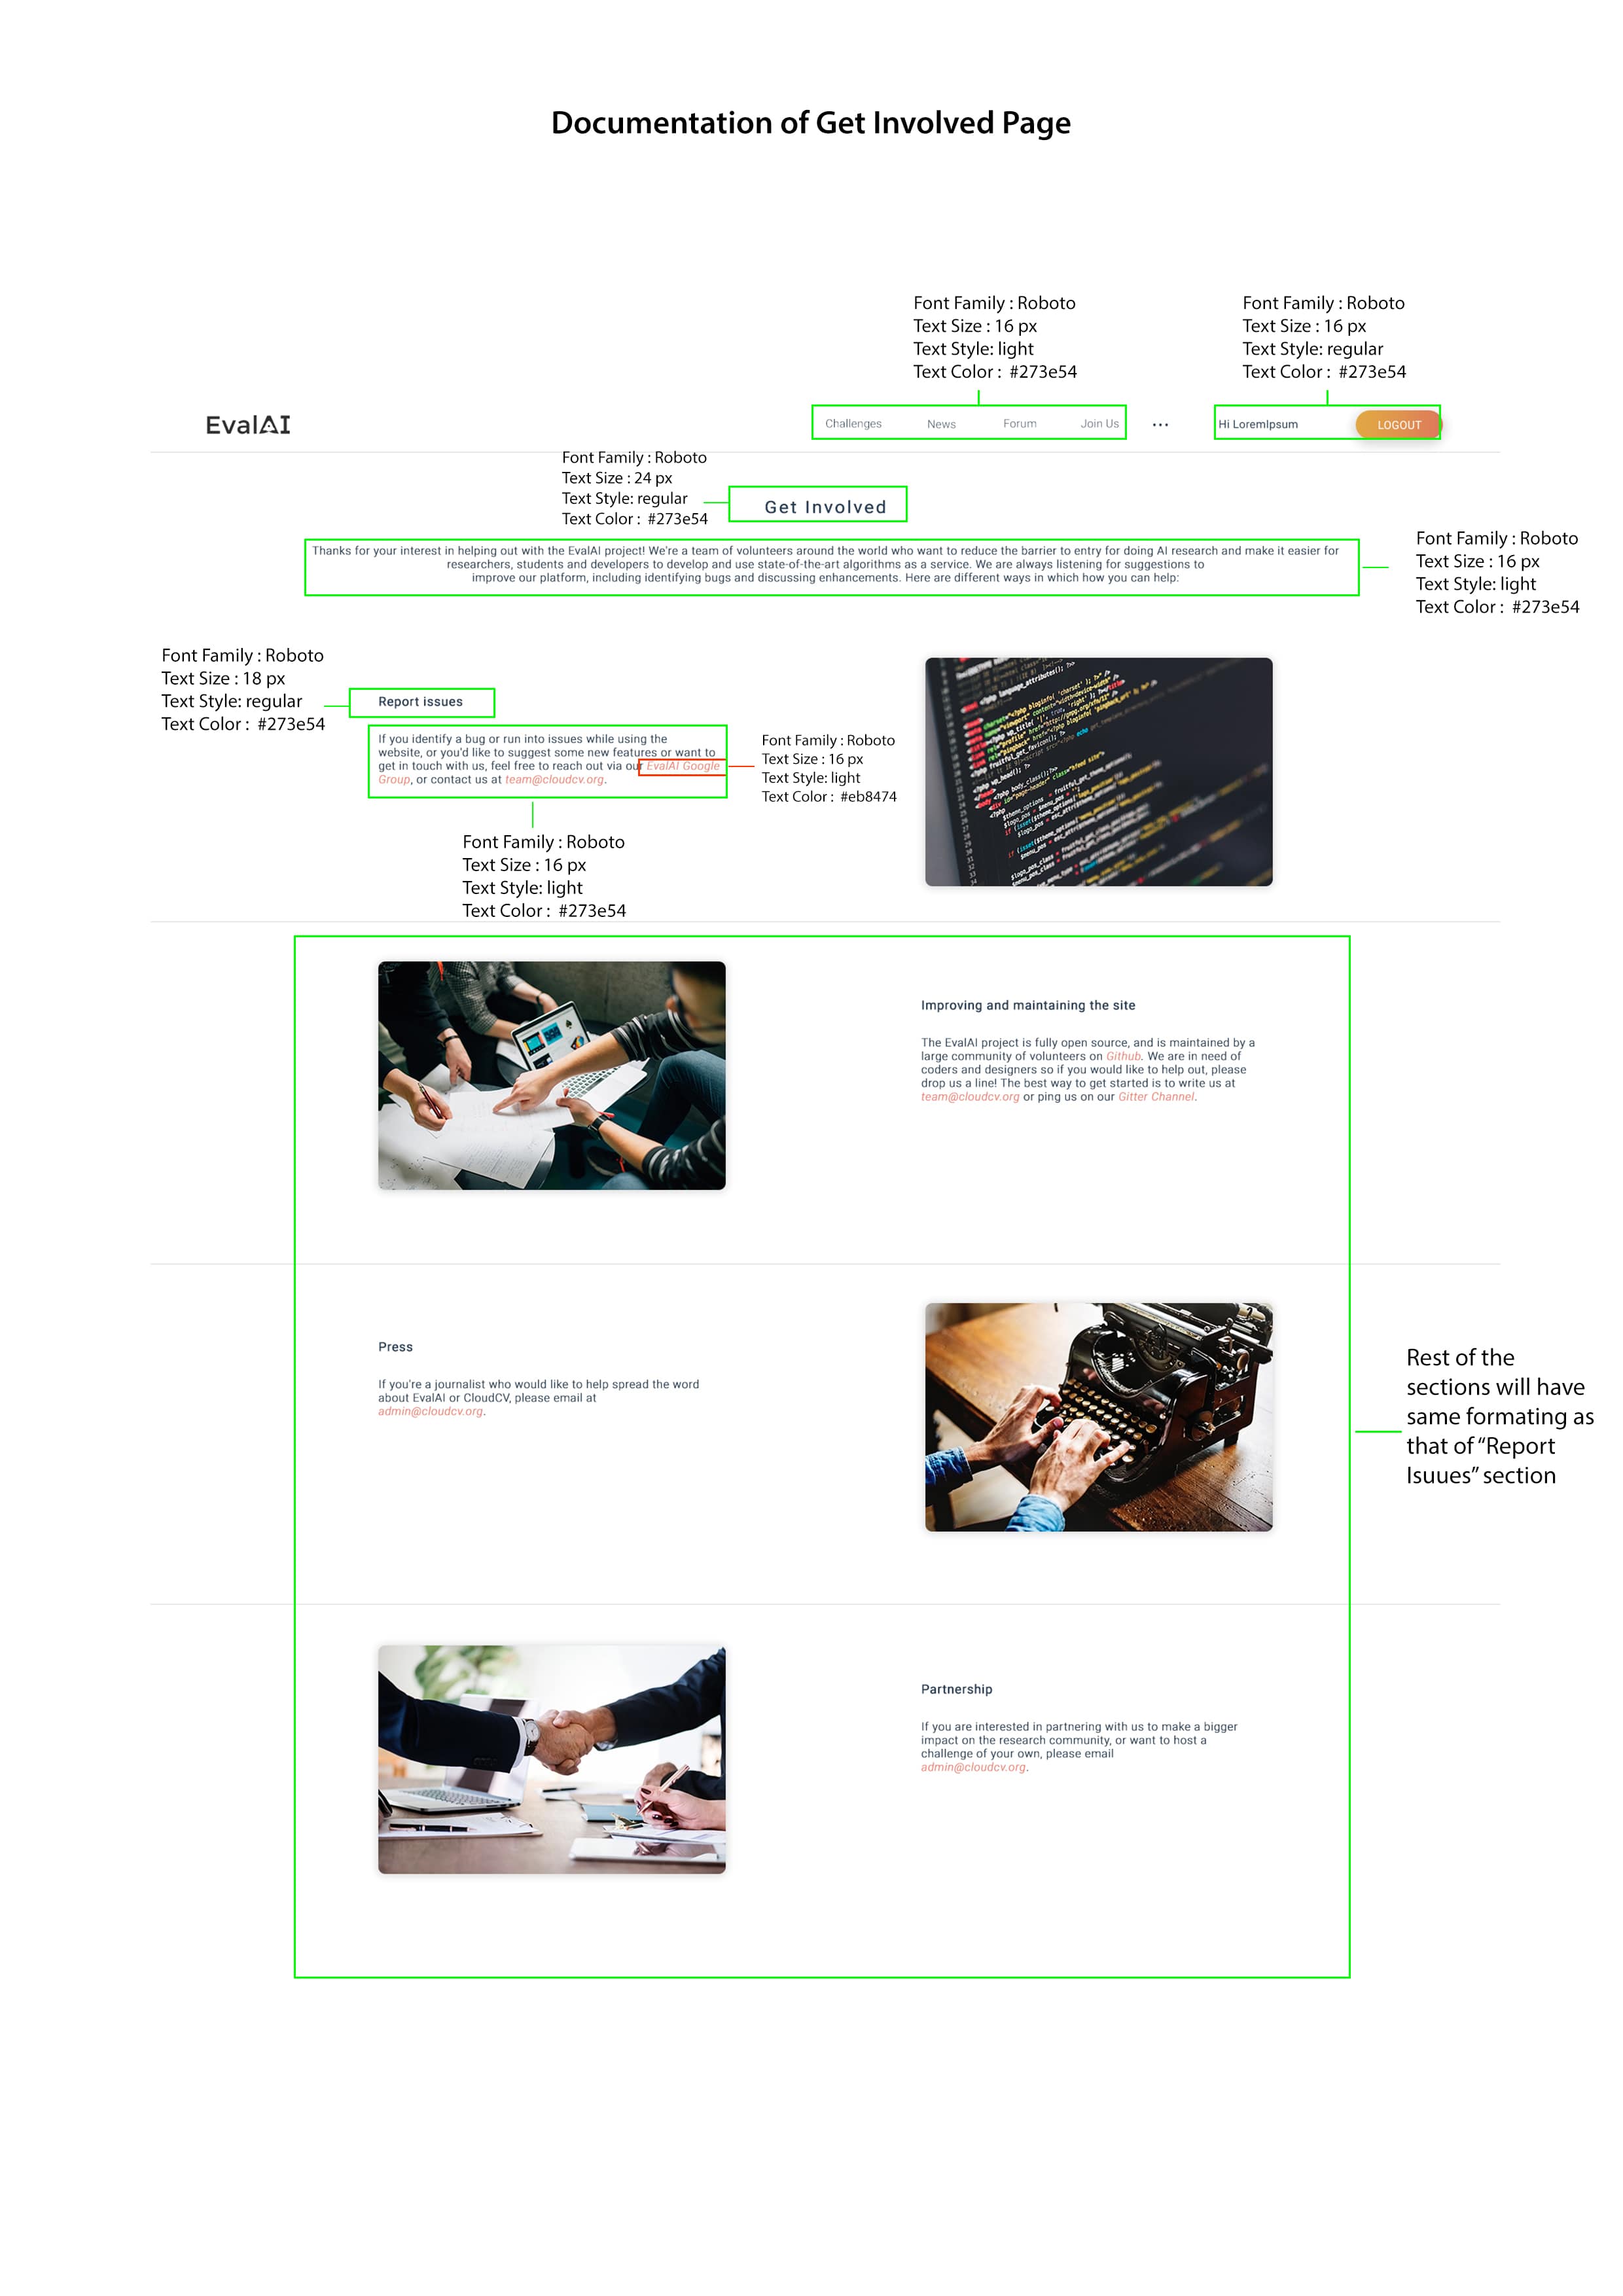 Documentation of Get Involved Page
Font Family : Roboto
Text Size : 16 px
Text Style: light
Text Color :  #273e54
Font Family : Roboto
Text Size : 16 px
Text Style: regular
Text Color :  #273e54
EvalAI
Challenges
News
Forum
Join Us
...
Hi LoremIpsum
LOGOUT
Font Family : Roboto
Text Size : 24 px
Text Style: regular
Text Color :  #273e54
Get Involved
Thanks for your interest in helping out with the EvalAI project! We're a team of volunteers around the world who want to reduce the barrier to entry for doing AI research and make it easier for
researchers, students and developers to develop and use state-of-the-art algorithms as a service. We are always listening for suggestions to
improve our platform, including identifying bugs and discussing enhancements. Here are different ways in which how you can help:
Font Family : Roboto
Text Size : 16 px
Text Style: light
Text Color :  #273e54
Font Family : Roboto
Text Size : 18 px
Text Style: regular
Text Color :  #273e54
Report issues
If you identify a bug or run into issues while using the
website, or you'd like to suggest some new features or want to
get in touch with us, feel free to reach out via our EvalAI Google
Group, or contact us at team@cloudcv.org.
Font Family : Roboto
Text Size : 16 px
Text Style: light
Text Color :  #eb8474
Font Family : Roboto
Text Size : 16 px
Text Style: light
Text Color :  #273e54
Improving and maintaining the site
The EvalAI project is fully open source, and is maintained by a
large community of volunteers on Github. We are in need of
coders and designers so if you would like to help out, please
drop us a line! The best way to get started is to write us at
team@cloudcv.org or ping us on our Gitter Channel.
Press
If you're a journalist who would like to help spread the word
about EvalAI or CloudCV, please email at
admin@cloudcv.org.
Rest of the
sections will have
same formating as
that of “Report
Isuues” section
Partnership
If you are interested in partnering with us to make a bigger
impact on the research community, or want to host a
challenge of your own, please email
admin@cloudcv.org.